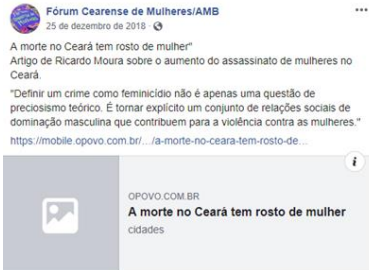 Fórum Cearense de Mulheres/AMB
25 de dezembro de 2018 ·
A morte no Ceará tem rosto de mulher"
Artigo de Ricardo Moura sobre o aumento do assassinato de mulheres no
Ceará.
"Definir um crime como feminicídio não é apenas uma questão de
preciosismo teórico. É tornar explícito um conjunto de relações sociais de
dominação masculina que contribuem para a violência contra as mulheres."
https://mobile.opovo.com.br/…/a-morte-no-ceara-tem-rosto-de…
OPOVO.COM.BR
A morte no Ceará tem rosto de mulher
cidades